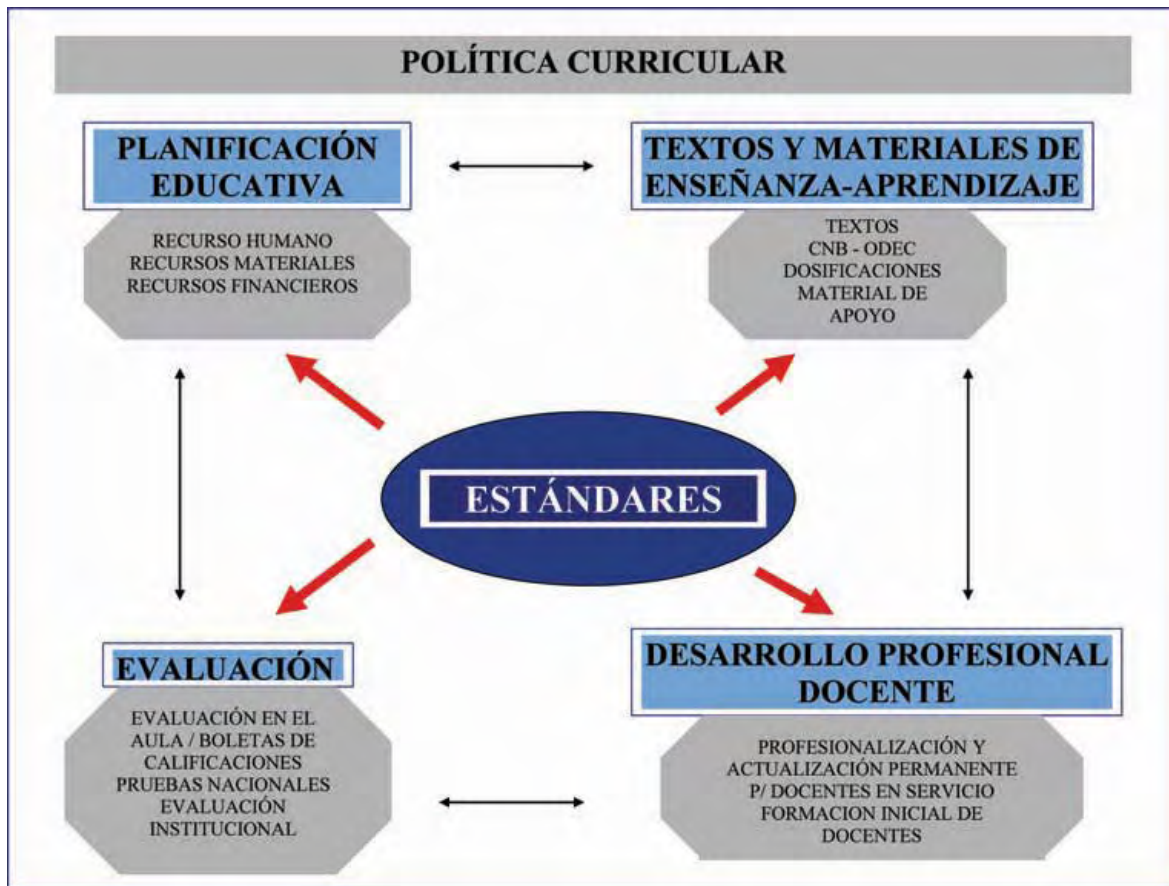 POLÍTICA CURRICULAR
PLANIFICACIÓN
EDUCATIVA
RECURSO HUMANO
RECURSOS MATERIALES
RECURSOS FINANCIEROS
TEXTOS Y MATERIALES DE
ENSEÑANZA-APRENDIZAJE
TEXTOS
CNB - ODEC
DOSIFICACIONES
MATERIAL DE
APOYO
ESTÁNDARES
EVALUACIÓN
EVALUACIÓN EN EL
AULA / BOLETAS DE
CALIFICACIONES
PRUEBAS NACIONALES
EVALUACIÓN
INSTITUCIONAL
DESARROLLO PROFESIONAL
DOCENTE
PROFESIONALIZACIÓN Y
ACTUALIZACIÓN PERMANENTE
P/ DOCENTES EN SERVICIO
FORMACION INICIAL DE
DOCENTES